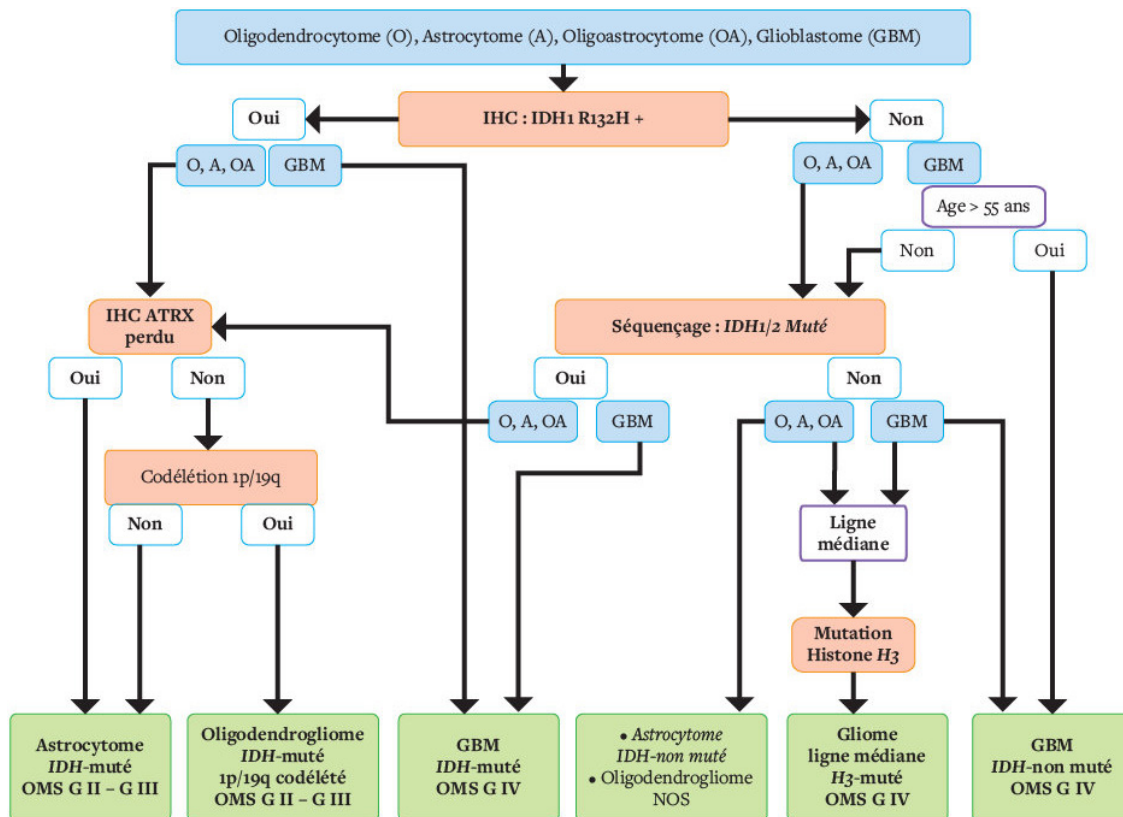 Oligodendrocytome (O), Astrocytome (A), Oligoastrocytome (OA), Glioblastome (GBM)
IHC : IDH1 R132H +
Oui
Non
O, A, OA
GBM
O, A, OA
GBM
Age > 55 ans
Non
Oui
IHC ATRX
perdu
Séquençage : IDH1/2 Muté
Oui
Non
Oui
Non
O, A, OA
GBM
O, A, OA
GBM
Codélétion 1p/19q
Non
Oui
Ligne
médiane
Mutation
Histone H3
Astrocytome
IDH-muté
OMS G II – G III
Oligodendrogliome
IDH-muté
1p/19q codélété
OMS G II – G III
GBM
IDH-muté
OMS G IV
• Astrocytome
IDH-non muté
• Oligodendrogliome
NOS
Gliome
ligne médiane
H3-muté
OMS G IV
GBM
IDH-non muté
OMS G IV